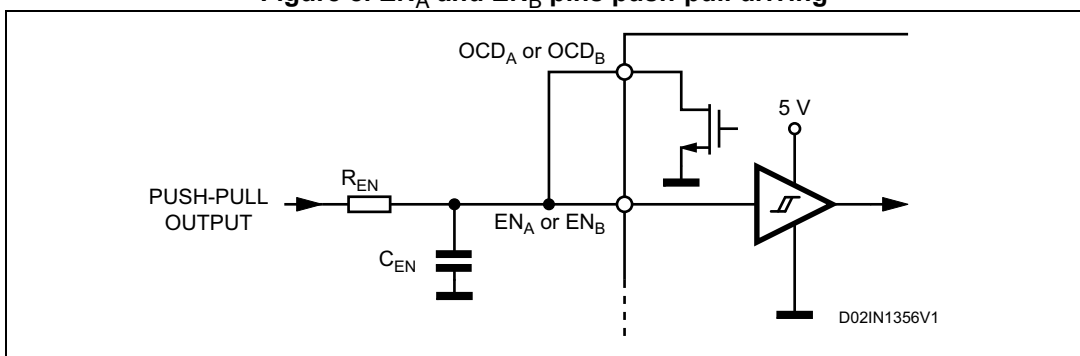 Figure 8. ENA and ENB pins push-pull driving
OCDA or OCDB
5 V
REN
PUSH-PULL
OUTPUT
ENA or ENB
CEN
D02IN1356V1